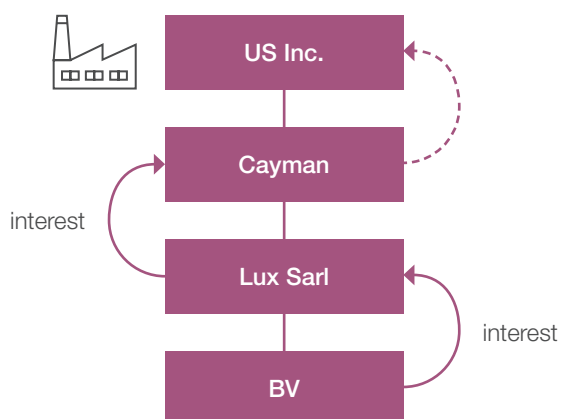 US Inc.
Cayman
interest
Lux Sarl
interest
BV